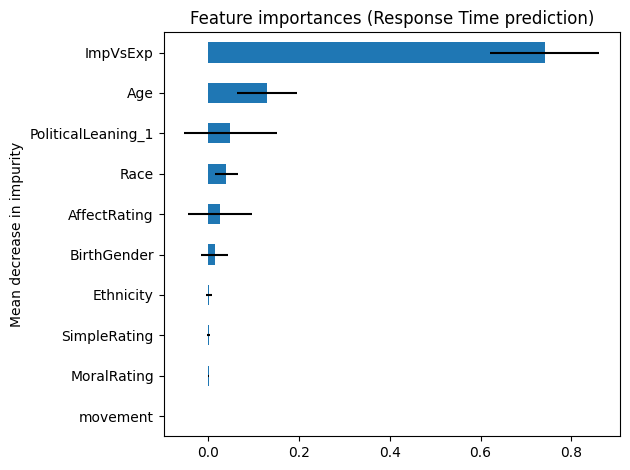 Feature importances (Response Time prediction)
Mean decrease in impurity
ImpVsExp
Age
PoliticalLeaning_1
Race
AffectRating
BirthGender
Ethnicity
SimpleRating
MoralRating
movement
0.0 0.2 0.4 0.6 0.8